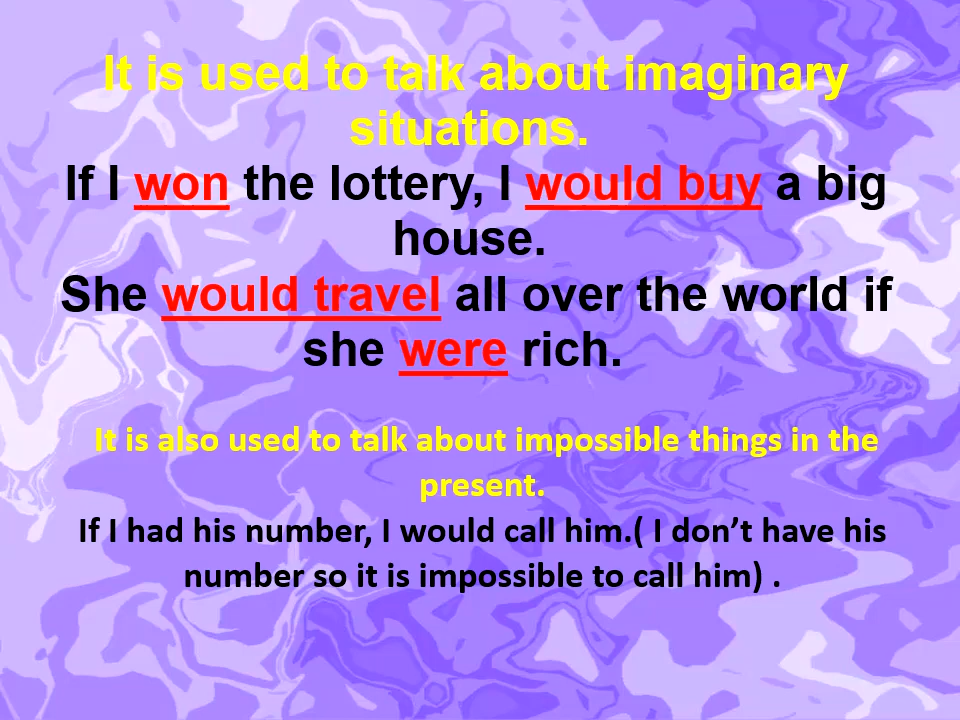 It is used to talk about imaginary
situations.
If I won the lottery, I would buy a big
house.
She would travel all over the world if
she were rich.
It is also used to talk about impossible things in the
present.
If I had his number, I would call him.( I don’t have his
number so it is impossible to call him) .